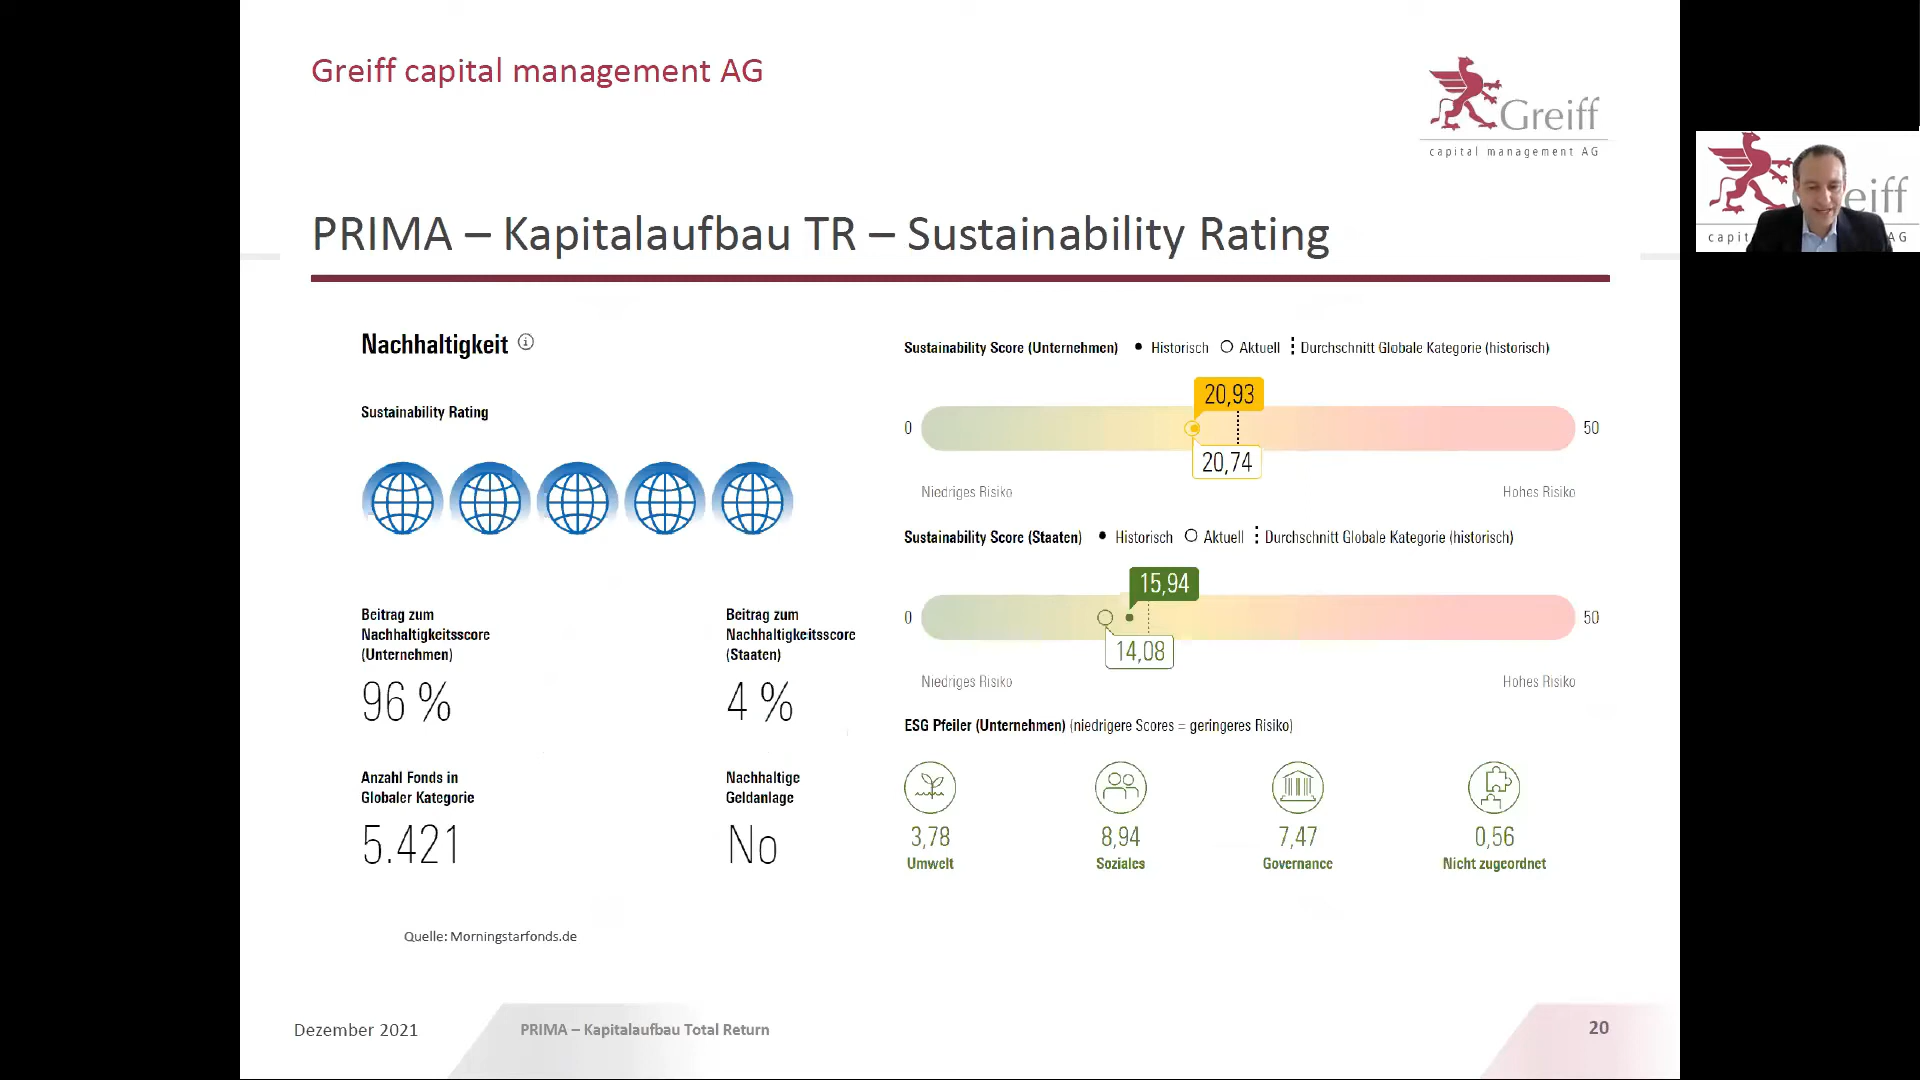 Greiff capital management AG
Greiff
capital management AG
PRIMA – Kapitalaufbau TR – Sustainability Rating
Nachhaltigkeit
Sustainability Rating
Beitrag zum
Nachhaltigkeitsscore
(Unternehmen)
96 %
Beitrag zum
Nachhaltigkeitsscore
(Staaten)
4 %
Anzahl Fonds in
Globaler Kategorie
5.421
Nachhaltige
Geldanlage
No
Quelle: Morningstarfonds.de
Sustainability Score (Unternehmen) Historisch Aktuell Durchschnitt Globale Kategorie (historisch)
20,93
0 50
20,74
Niedriges Risiko Hohes Risiko
Sustainability Score (Staaten) Historisch Aktuell Durchschnitt Globale Kategorie (historisch)
15,94
0 50
14,08
Niedriges Risiko Hohes Risiko
ESG Pfeiler (Unternehmen) (niedrigere Scores = geringeres Risiko)
3,78 8,94 7,47 0,56
Umwelt Soziales Governance Nicht zugeordnet
Dezember 2021 PRIMA – Kapitalaufbau Total Return 20
eiff
capit AG